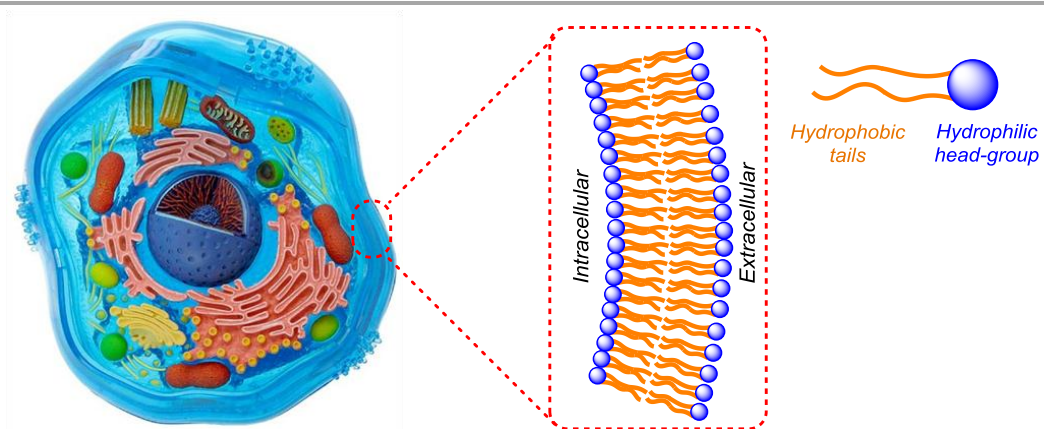 Intracellular
Extracellular
Hydrophobic
tails
Hydrophilic
head-group